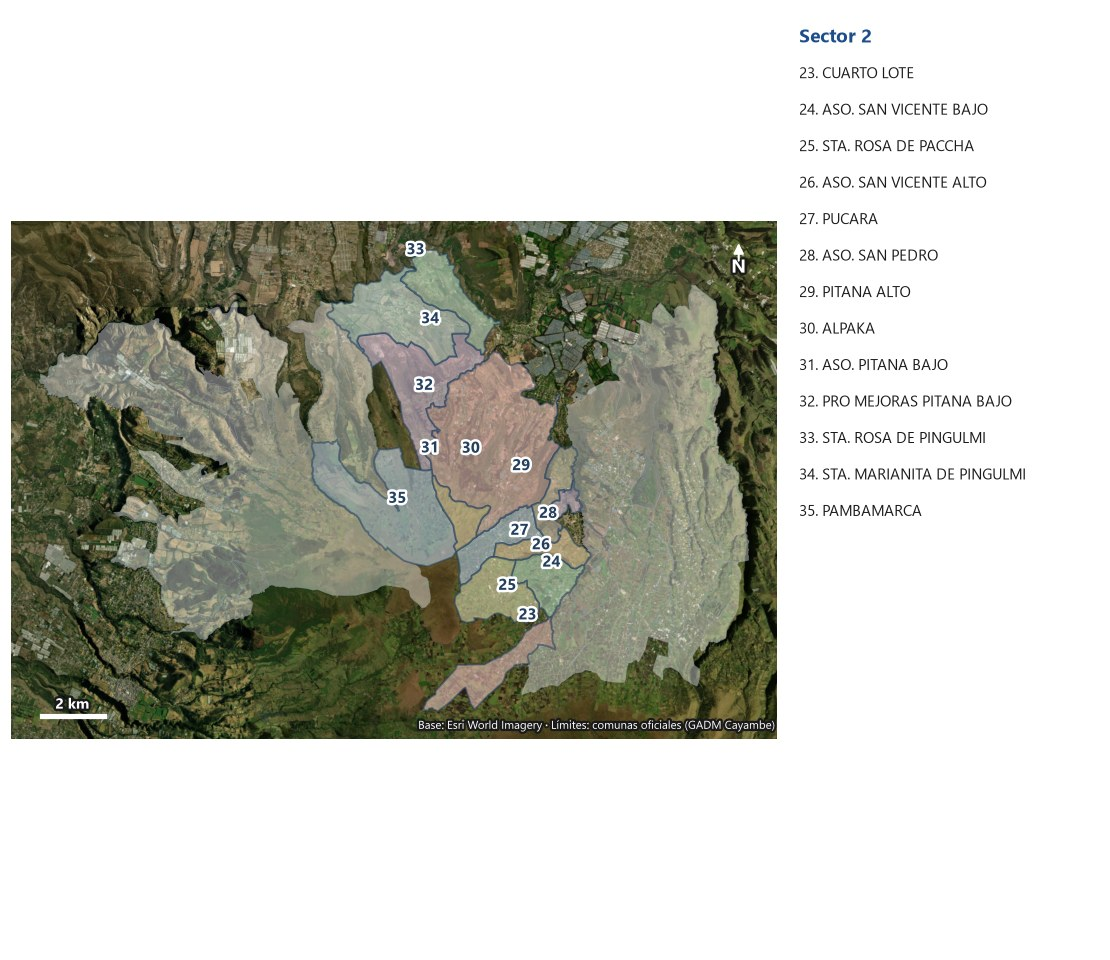 Sector 2
23. CUARTO LOTE
24. ASO. SAN VICENTE BAJO
25. STA. ROSA DE PACCHA
26. ASO. SAN VICENTE ALTO
27. PUCARA
28. ASO. SAN PEDRO
29. PITANA ALTO
30. ALPAKA
31. ASO. PITANA BAJO
32. PRO MEJORAS PITANA BAJO
33. STA. ROSA DE PINGULMI
34. STA. MARIANITA DE PINGULMI
35. PAMBAMARCA
33
N
34
32
31
30
29
35
28
27
26
24
25
23
2 km
Base: Esri World Imagery · Límites: comunas oficiales (GADM Cayambe)